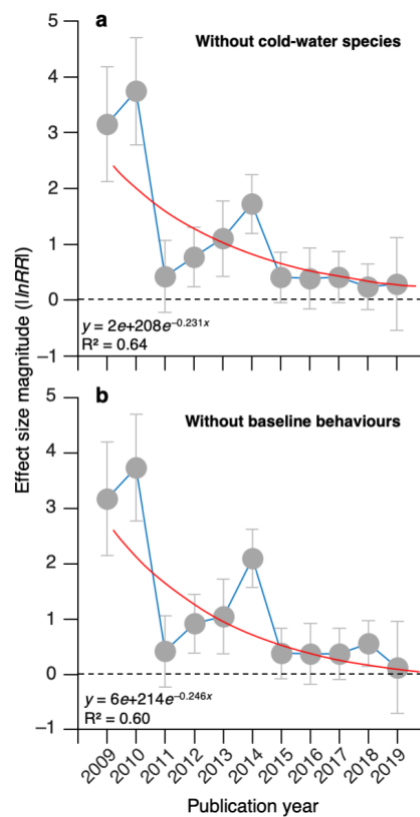 a
Without cold-water species
5
4
3
2
1
0
–1
y = 2e+208e–0.231x
R² = 0.64
Effect size magnitude (|lnRR|)
b
Without baseline behaviours
5
4
3
2
1
0
–1
y = 6e+214e–0.246x
R² = 0.60
2009 2010 2011 2012 2013 2014 2015 2016 2017 2018 2019
Publication year